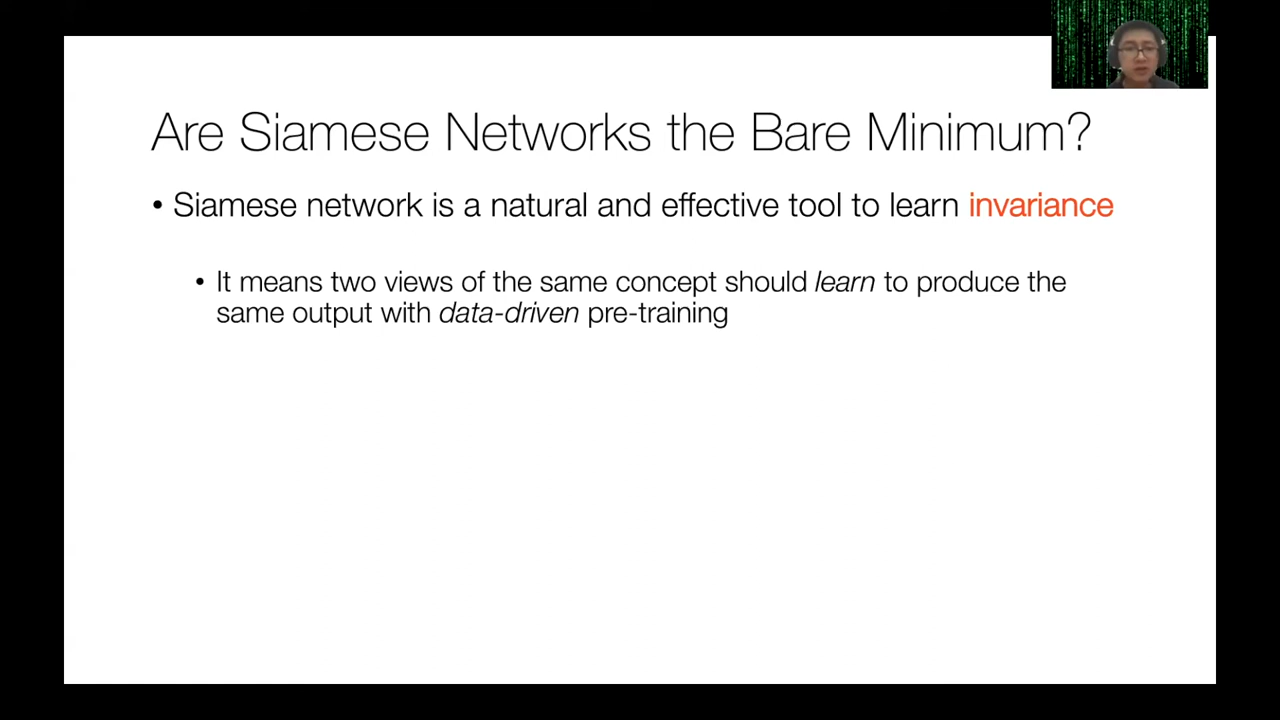 Are Siamese Networks the Bare Minimum?
• Siamese network is a natural and effective tool to learn invariance
• It means two views of the same concept should learn to produce the
same output with data-driven pre-training